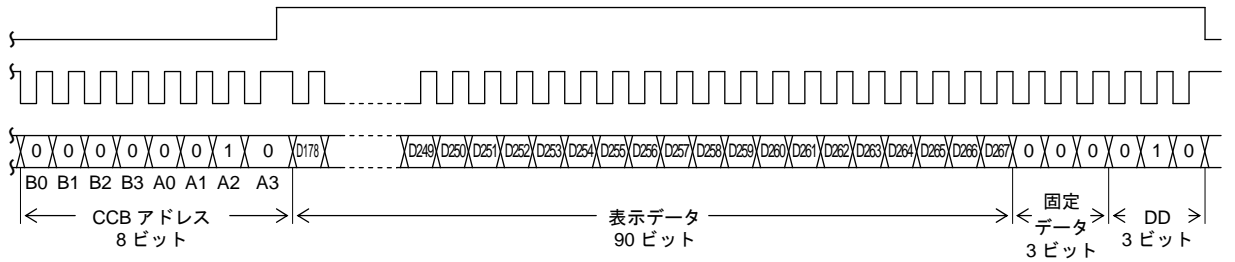 0 0 0 0 0 0 1 0 D178 D249 D250 D251 D252 D253 D254 D255 D256 D257 D258 D259 D260 D261 D262 D263 D264 D265 D266 D267 0 0 0 0 1 0
B0 B1 B2 B3 A0 A1 A2 A3
CCB アドレス
8 ビット
表示データ
90 ビット
固定
データ
3 ビット
DD
3 ビット